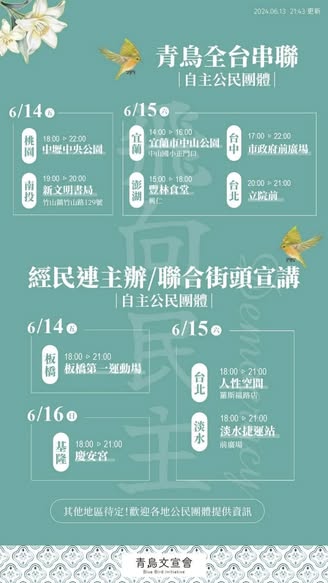 2024.06.13 21:43 更新
青鳥全台串聯
|自主公民團體|
6/14 五
桃園
18:00 ▷ 22:00
中壢中央公園
南投
19:00 ▷ 20:00
新文明書局
竹山鎮竹山路129號
6/15 六
宜蘭
14:00 ▷ 16:00
宜蘭市中山公園
中山國小正門口
澎湖
15:00 ▷ 18:00
豐林食堂
興仁
台中
17:00 ▷ 22:00
市政府前廣場
台北
20:00 ▷ 21:00
立院前
飛向民主
Democracy
經民連主辦/聯合街頭宣講
|自主公民團體|
6/14 五
板橋
18:00 ▷ 21:00
板橋第一運動場
6/16 日
基隆
18:00 ▷ 21:00
慶安宮
6/15 六
台北
18:00 ▷ 21:00
人性空間
羅斯福路店
淡水
18:00 ▷ 21:00
淡水捷運站
前廣場
其他地區待定!歡迎各地公民團體提供資訊
青鳥文宣會
Blue Bird Initiative